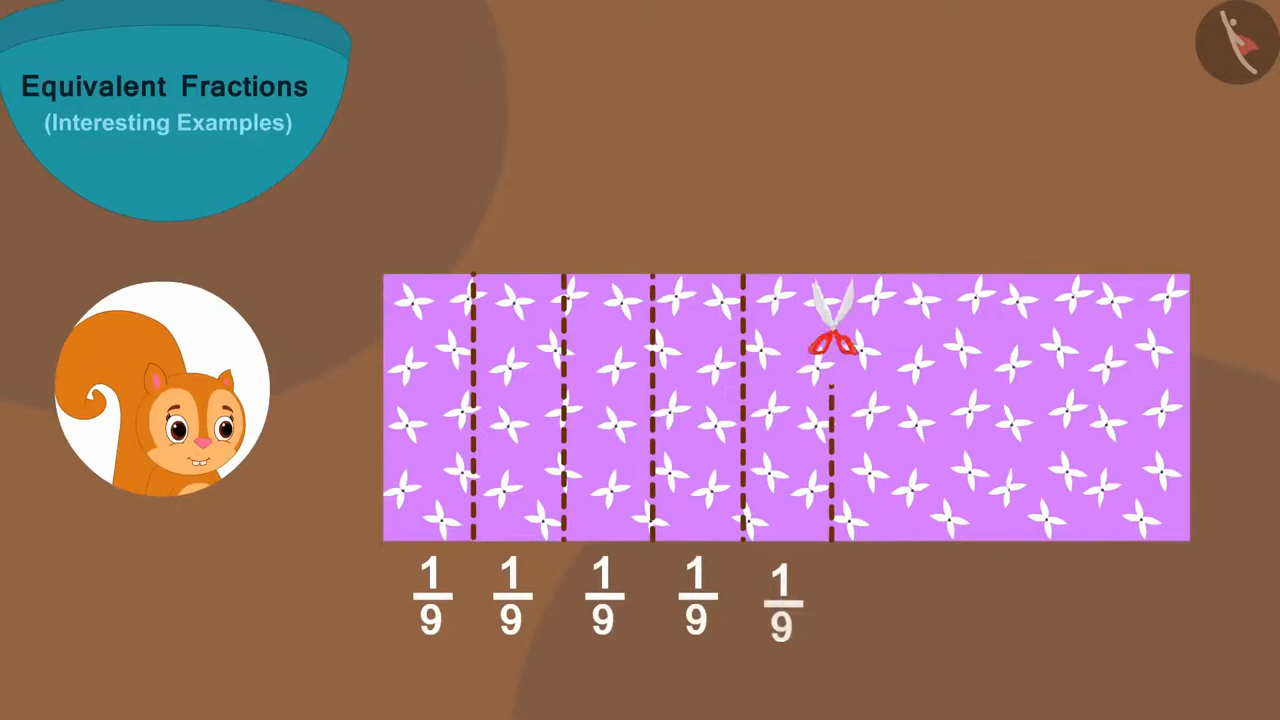 Equivalent Fractions
(Interesting Examples)
1 1 1 1 1
9 9 9 9 9